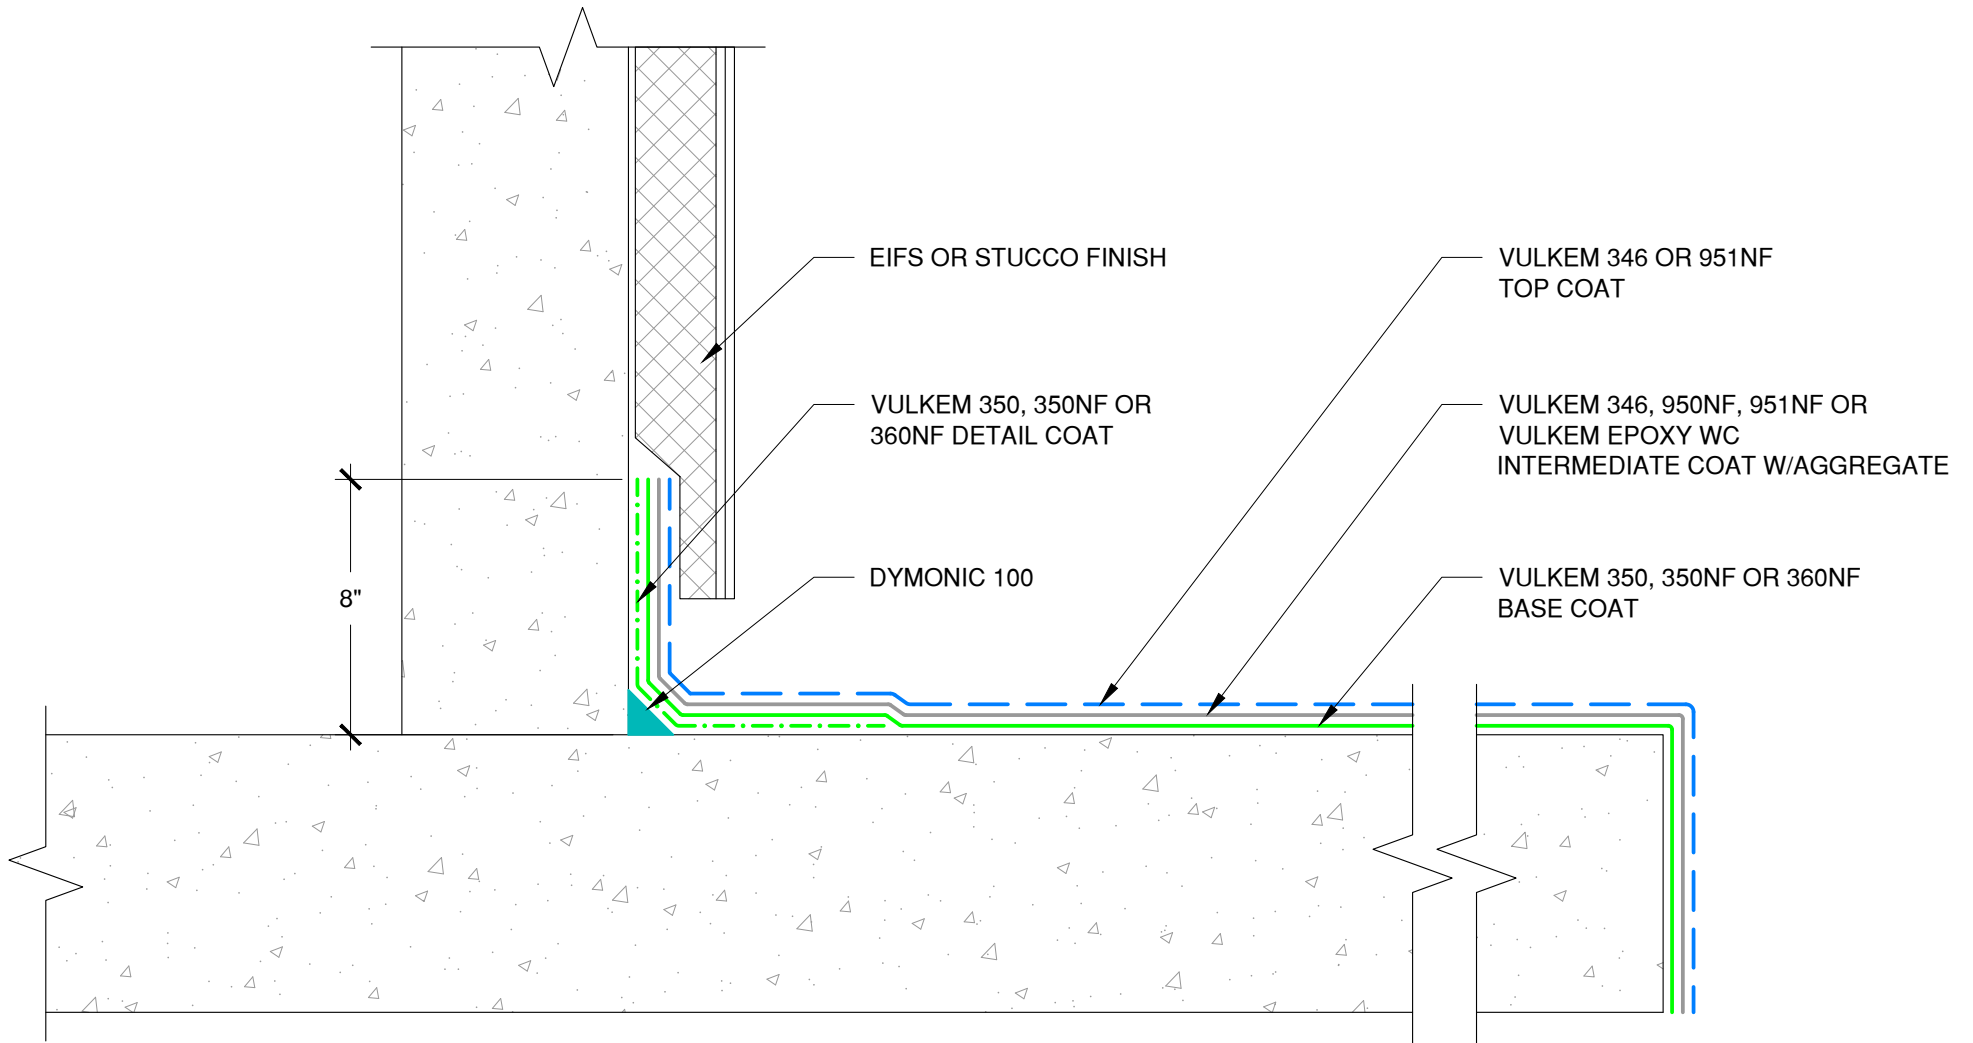 EIFS OR STUCCO FINISH
VULKEM 346 OR 951NF
TOP COAT
VULKEM 350, 350NF OR
360NF DETAIL COAT
VULKEM 346, 950NF, 951NF OR
VULKEM EPOXY WC
INTERMEDIATE COAT W/AGGREGATE
8"
DYMONIC 100
VULKEM 350, 350NF OR 360NF
BASE COAT